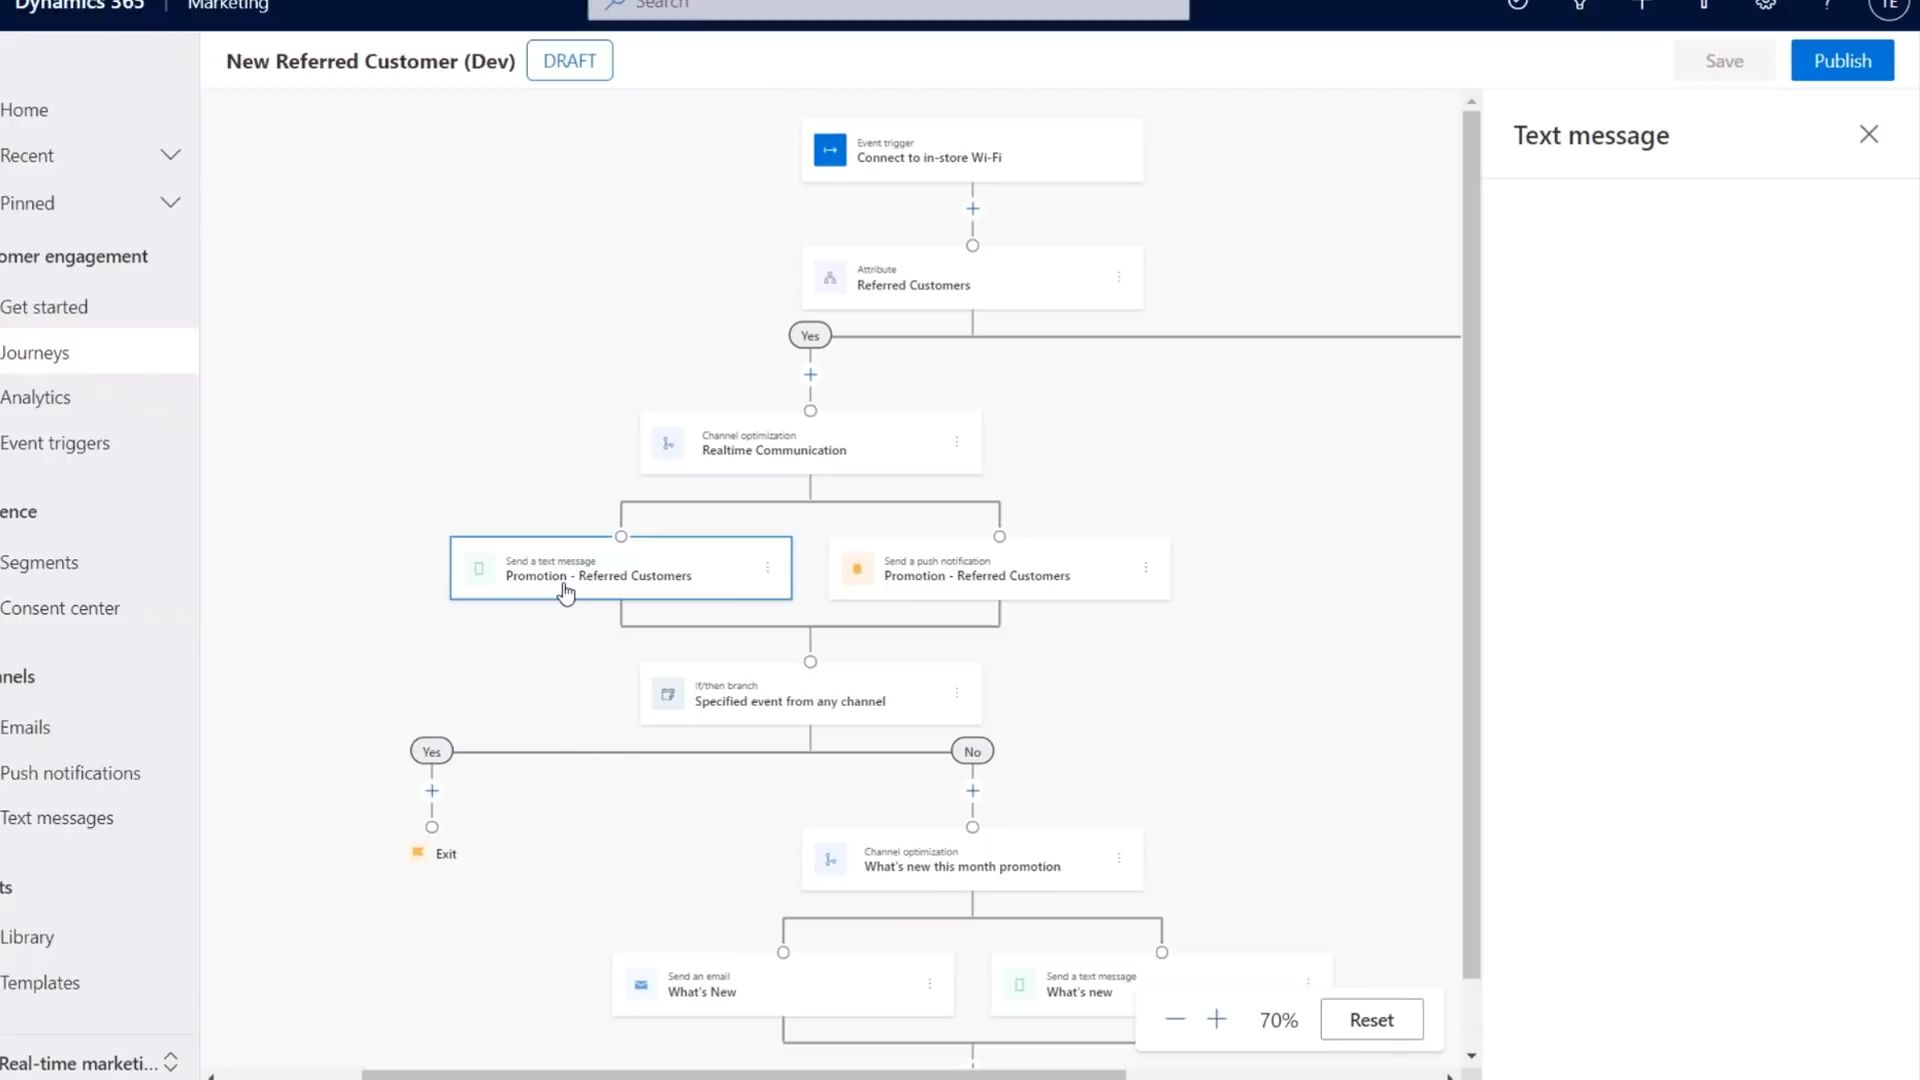 Dynamics 365 | Marketing
Search
TE
New Referred Customer (Dev)
DRAFT
Save
Publish
Home
Recent
Pinned
omer engagement
Get started
Journeys
Analytics
Event triggers
ence
Segments
Consent center
nels
Emails
Push notifications
Text messages
ts
Library
Templates
Real-time marketi...
Event trigger
Connect to in-store Wi-Fi
Attribute
Referred Customers
Yes
Channel optimization
Realtime Communication
Send a text message
Promotion - Referred Customers
Send a push notification
Promotion - Referred Customers
If/then branch
Specified event from any channel
Yes
No
Exit
Channel optimization
What's new this month promotion
Send an email
What's New
Send a text message
What's new
70%
Reset
Text message